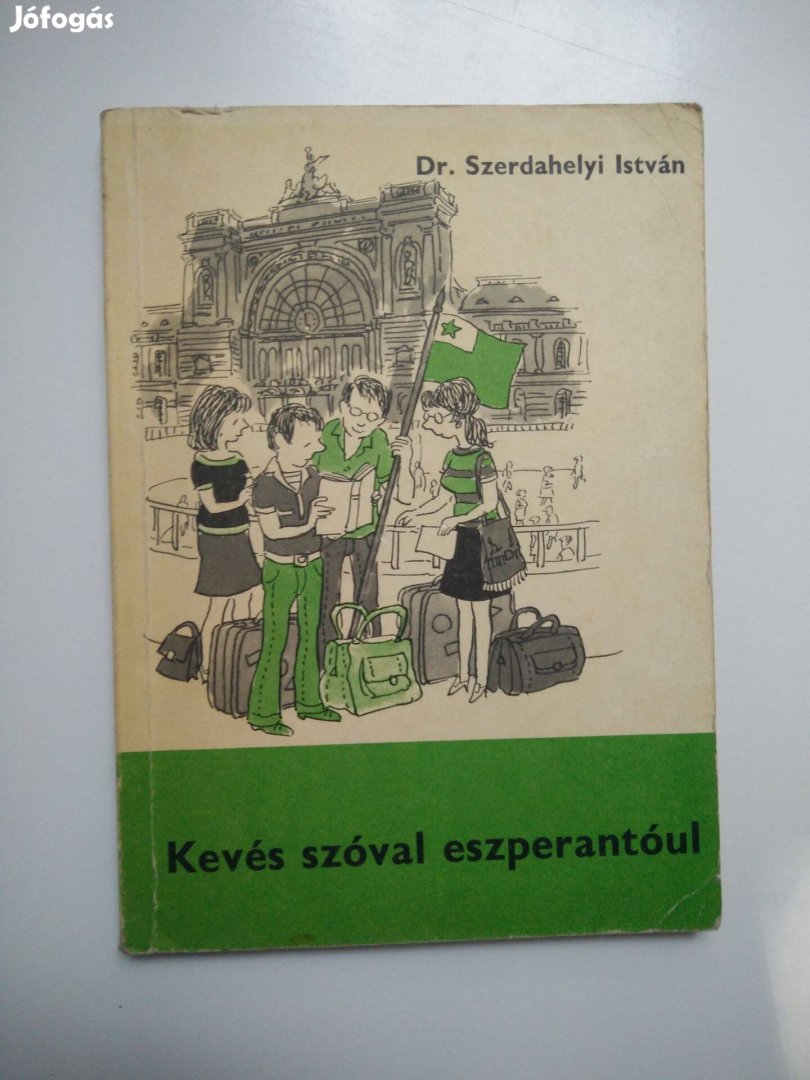 Jófogás
Dr. Szerdahelyi István
Kevés szóval eszperantóul